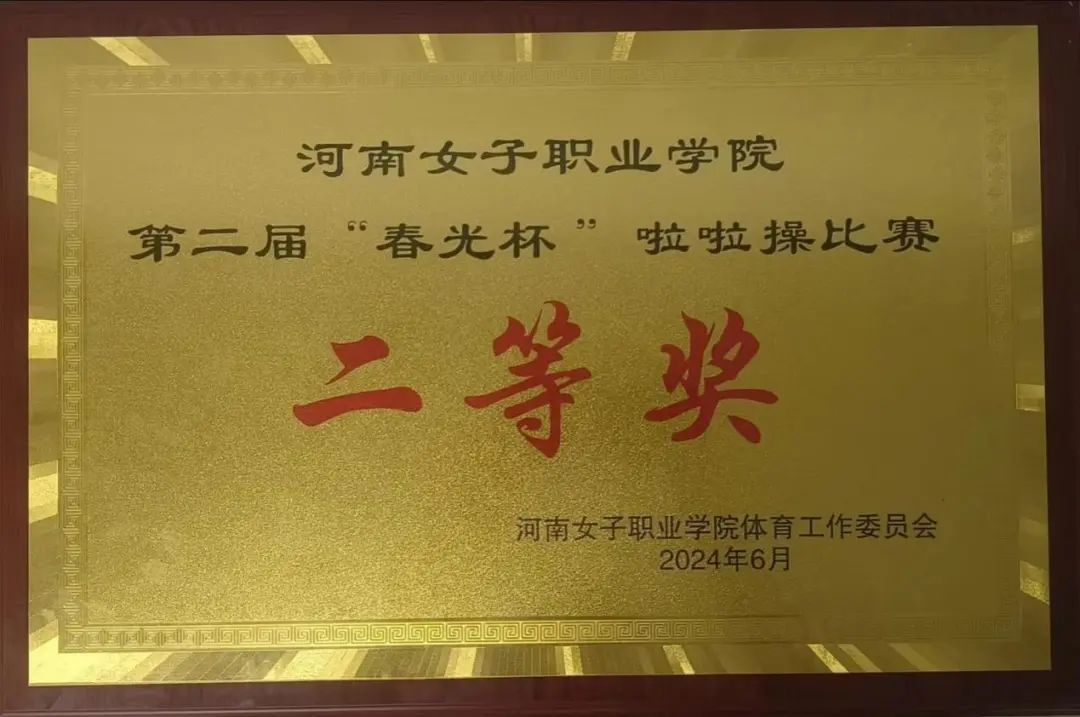 河南女子职业学院
第二届“春光杯”啦啦操比赛
二等奖
河南女子职业学院体育工作委员会
2024年6月